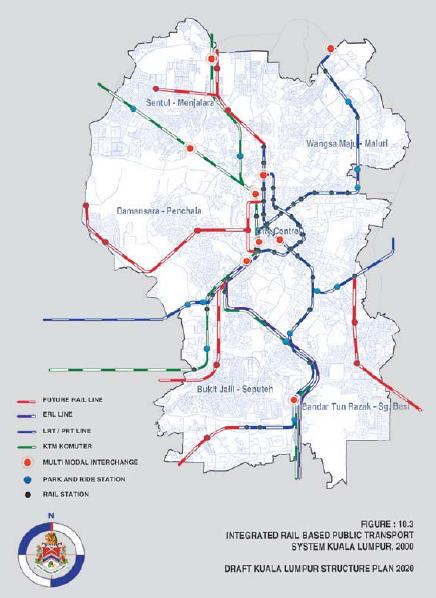 Sentul - Menjalara
Wangsa Maju - Maluri
Damansara - Penchala
City Central
Bukit Jalil - Seputeh
Bandar Tun Razak - Sg. Besi
FUTURE RAIL LINE
ERL LINE
LRT / PRT LINE
KTM KOMUTER
MULTI MODAL INTERCHANGE
PARK AND RIDE STATION
RAIL STATION
N
FIGURE : 10.3
INTEGRATED RAIL BASED PUBLIC TRANSPORT
SYSTEM KUALA LUMPUR, 2000
DRAFT KUALA LUMPUR STRUCTURE PLAN 2020